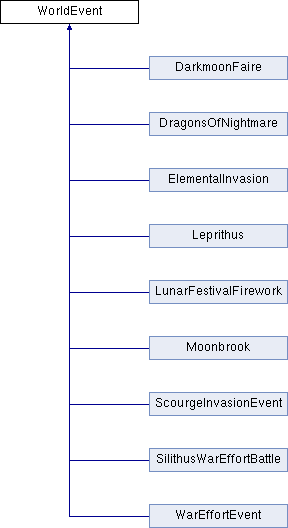 WorldEvent
DarkmoonFaire
DragonsOfNightmare
ElementalInvasion
Leprithus
LunarFestivalFirework
Moonbrook
ScourgeInvasionEvent
SilithusWarEffortBattle
WarEffortEvent